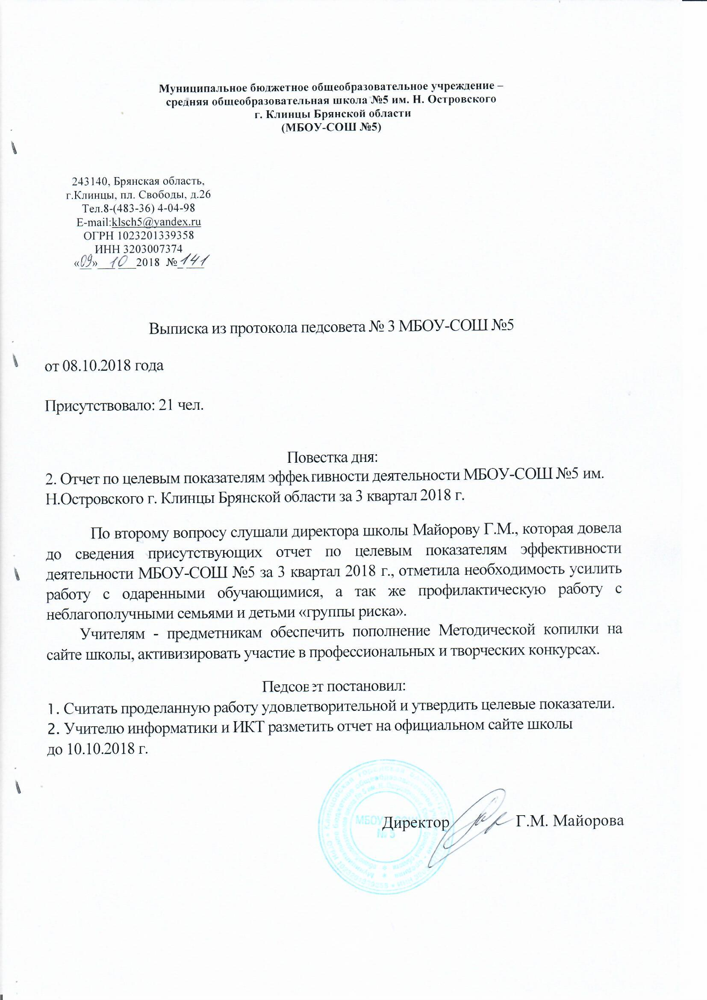 Муниципальное бюджетное общеобразовательное учреждение –
средняя общеобразовательная школа №5 им. Н. Островского
г. Клинцы Брянской области
(МБОУ-СОШ №5)
243140, Брянская область,
г.Клинцы, пл. Свободы, д.26
Тел.8-(483-36) 4-04-98
E-mail:klsch5@yandex.ru
ОГРН 1023201339358
ИНН 3203007374
«09» 10 2018 № 141
Выписка из протокола педсовета № 3 МБОУ-СОШ №5
от 08.10.2018 года
Присутствовало: 21 чел.
Повестка дня:
2. Отчет по целевым показателям эффективности деятельности МБОУ-СОШ №5 им.
Н.Островского г. Клинцы Брянской области за 3 квартал 2018 г.
По второму вопросу слушали директора школы Майорову Г.М., которая довела
до сведения присутствующих отчет по целевым показателям эффективности
деятельности МБОУ-СОШ №5 за 3 квартал 2018 г., отметила необходимость усилить
работу с одаренными обучающимися, а так же профилактическую работу с
неблагополучными семьями и детьми «группы риска».
Учителям - предметникам обеспечить пополнение Методической копилки на
сайте школы, активизировать участие в профессиональных и творческих конкурсах.
Педсовет постановил:
1. Считать проделанную работу удовлетворительной и утвердить целевые показатели.
2. Учителю информатики и ИКТ разметить отчет на официальном сайте школы
до 10.10.2018 г.
Директор Г.М. Майорова
МБОУ - СОШ
№ 5